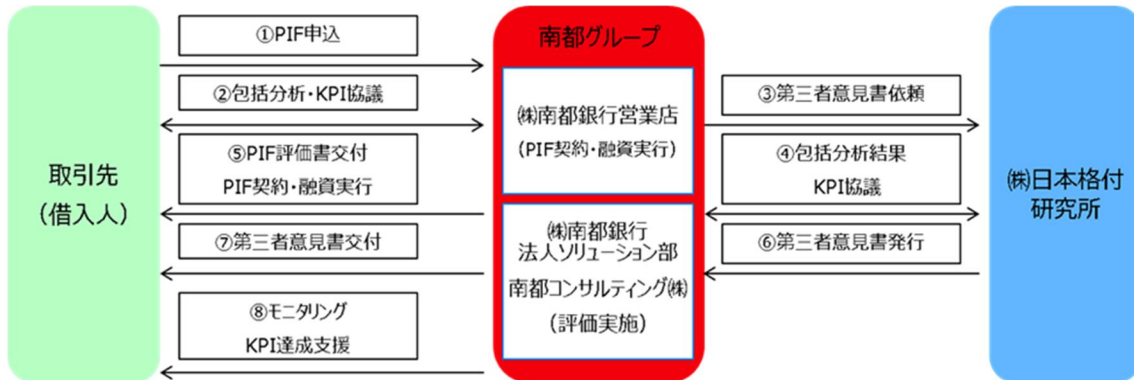 取引先
（借入人）
①PIF申込
②包括分析・KPI協議
⑤PIF評価書交付
PIF契約・融資実行
⑦第三者意見書交付
⑧モニタリング
KPI達成支援
南都グループ
㈱南都銀行営業店
（PIF契約・融資実行）
㈱南都銀行
法人ソリューション部
南都コンサルティング㈱
（評価実施）
③第三者意見書依頼
④包括分析結果
KPI協議
⑥第三者意見書発行
㈱日本格付
研究所